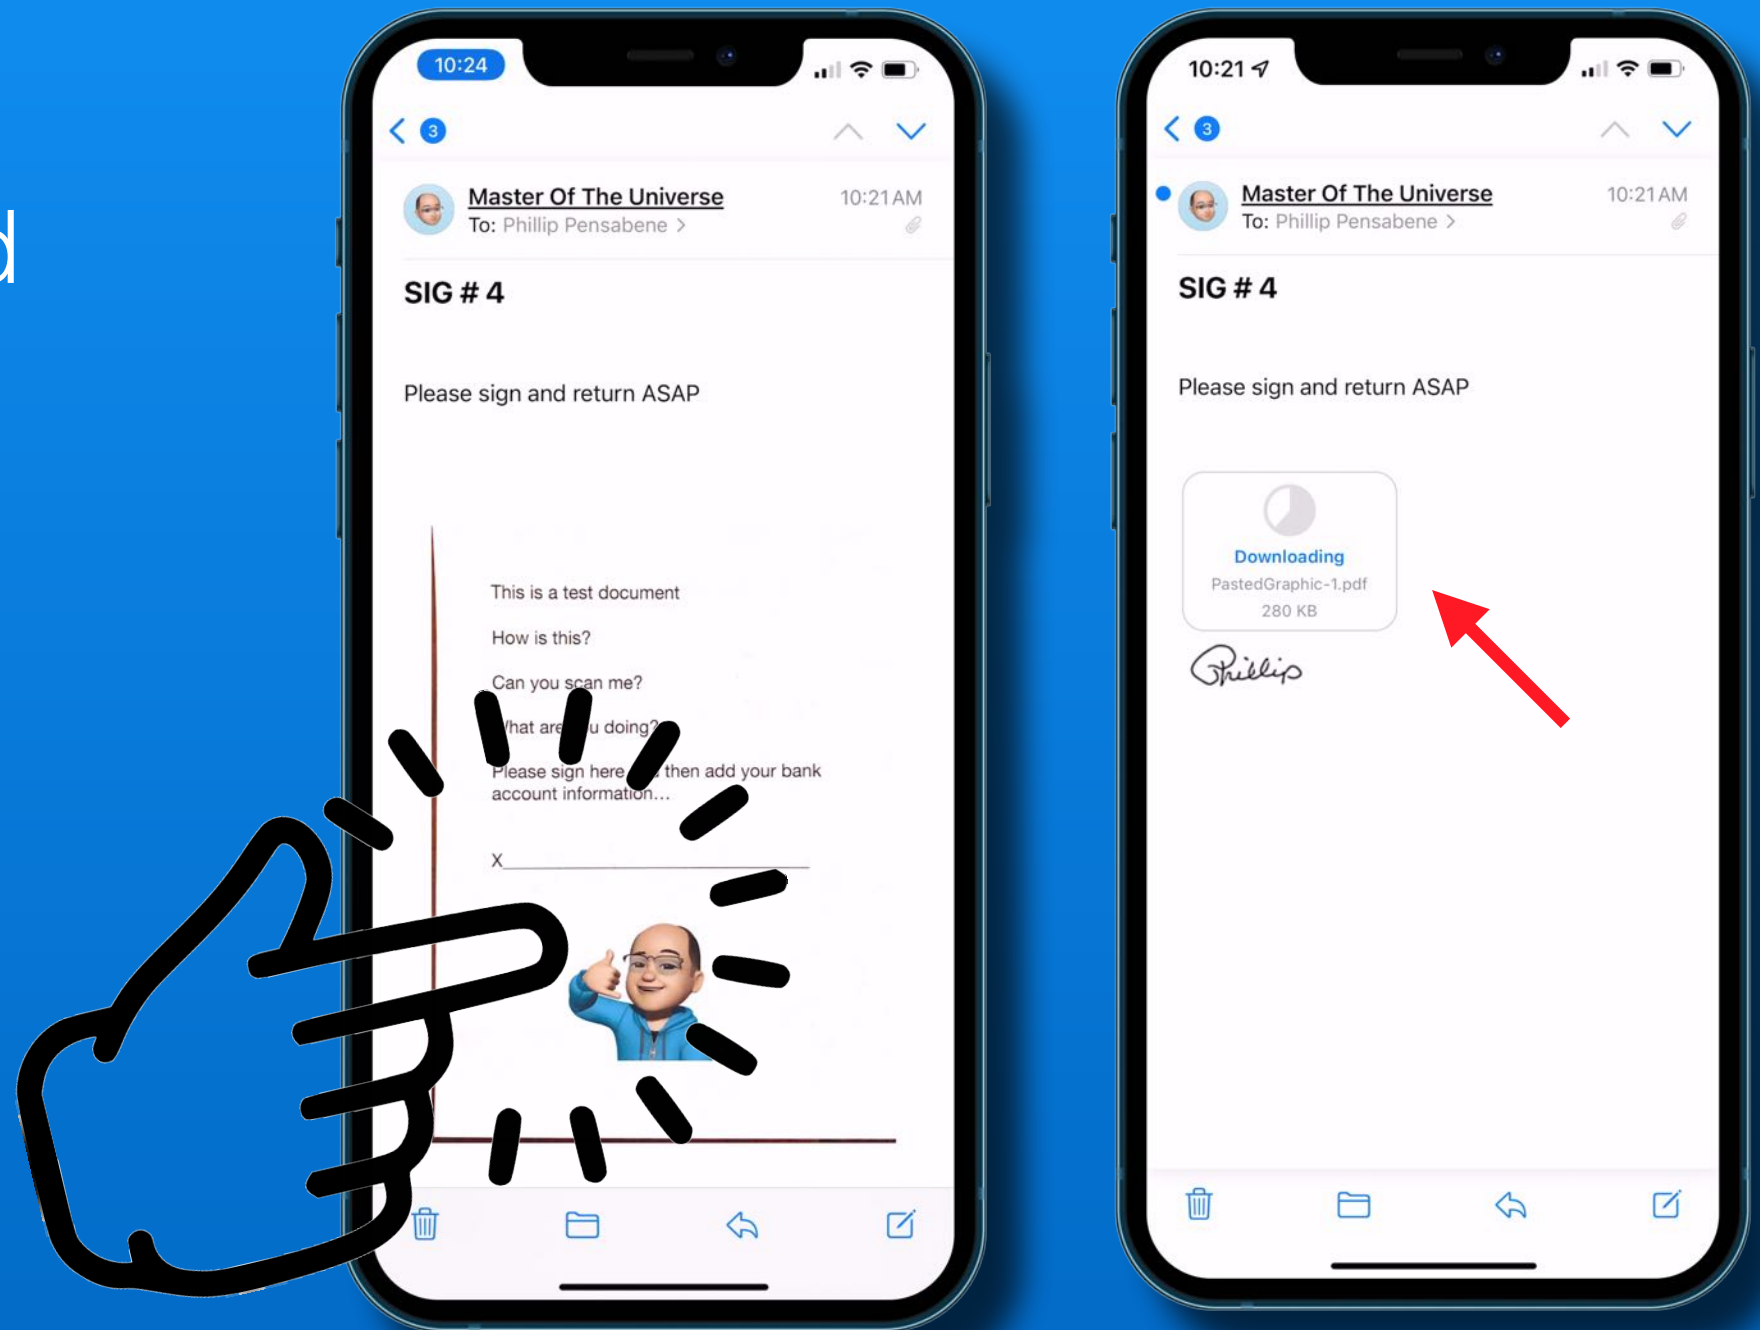 d
10:24
3
Master Of The Universe
10:21 AM
To: Phillip Pensabene >
SIG # 4
Please sign and return ASAP
This is a test document
How is this?
Can you scan me?
are doing?
Please sign here then add your bank
account information...
X
10:21
3
Master Of The Universe
10:21 AM
To: Phillip Pensabene >
SIG # 4
Please sign and return ASAP
Downloading
PastedGraphic-1.pdf
280 KB
Phillip